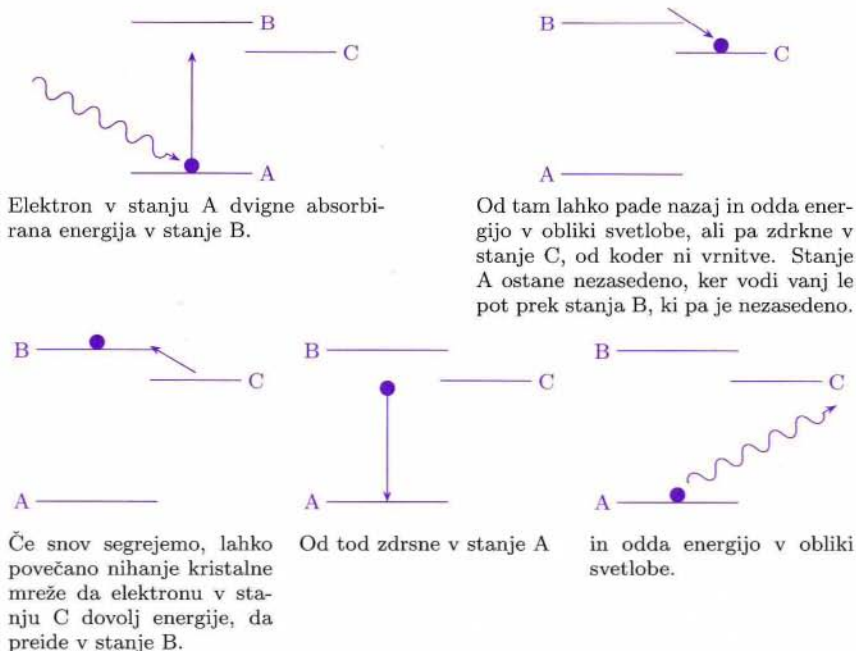 B
C
A
Elektron v stanju A dvigne absorbi-
rana energija v stanje B.
B
C
A
Od tam lahko pade nazaj in odda ener-
gijo v obliki svetlobe, ali pa zdrkne v
stanje C, od koder ni vrnitve. Stanje
A ostane nezasedeno, ker vodi vanj le
pot prek stanja B, ki pa je nezasedeno.
B
C
A
Če snov segrejemo, lahko
povečano nihanje kristalne
mreže da elektronu v sta-
nju C dovolj energije, da
preide v stanje B.
B
C
A
Od tod zdrsne v stanje A
B
C
A
in odda energijo v obliki
svetlobe.